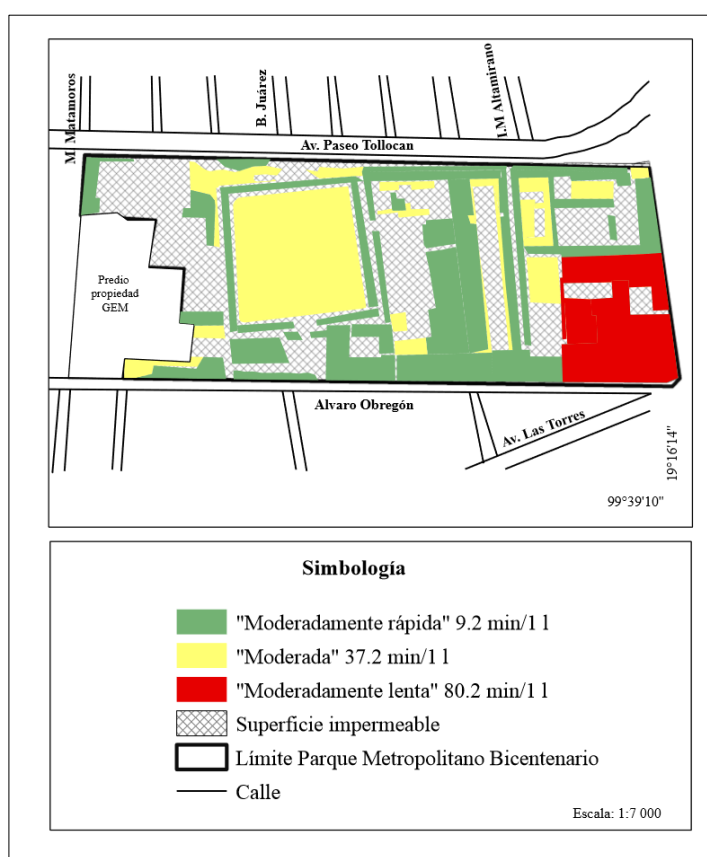 M. Matamoros
B. Juárez
I.M Altamirano
Av. Paseo Tollocan
Predio
propiedad
GEM
Alvaro Obregón
Av. Las Torres
19°16'14"
99°39'10"
Simbología
"Moderadamente rápida" 9.2 min/1 l
"Moderada" 37.2 min/1 l
"Moderadamente lenta" 80.2 min/1 l
Superficie impermeable
Límite Parque Metropolitano Bicentenario
Calle
Escala: 1:7 000